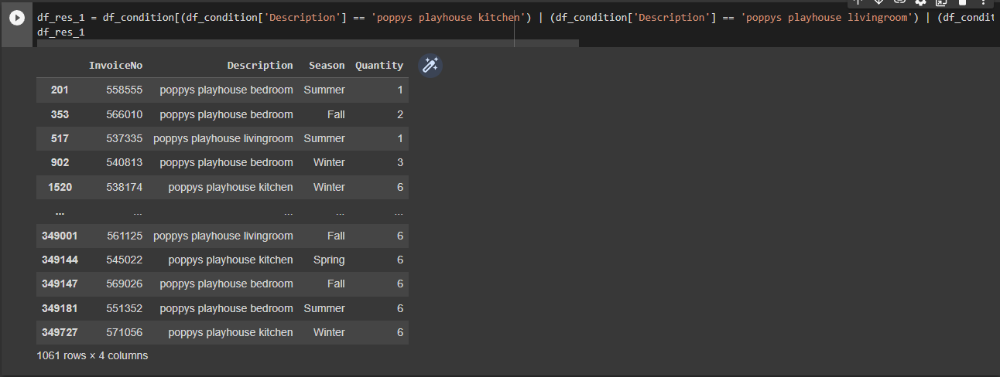 df_res_1 = df_condition[(df_condition['Description'] == 'poppys playhouse kitchen') | (df_condition['Description'] == 'poppys playhouse livingroom') | (df_condit
df_res_1
InvoiceNo Description Season Quantity
201 558555 poppys playhouse bedroom Summer 1
353 566010 poppys playhouse bedroom Fall 2
517 537335 poppys playhouse livingroom Summer 1
902 540813 poppys playhouse bedroom Winter 3
1520 538174 poppys playhouse kitchen Winter 6
... ... ... ... ...
349001 561125 poppys playhouse livingroom Fall 6
349144 545022 poppys playhouse kitchen Spring 6
349147 569026 poppys playhouse bedroom Fall 6
349181 551352 poppys playhouse bedroom Summer 6
349727 571056 poppys playhouse kitchen Winter 6
1061 rows × 4 columns